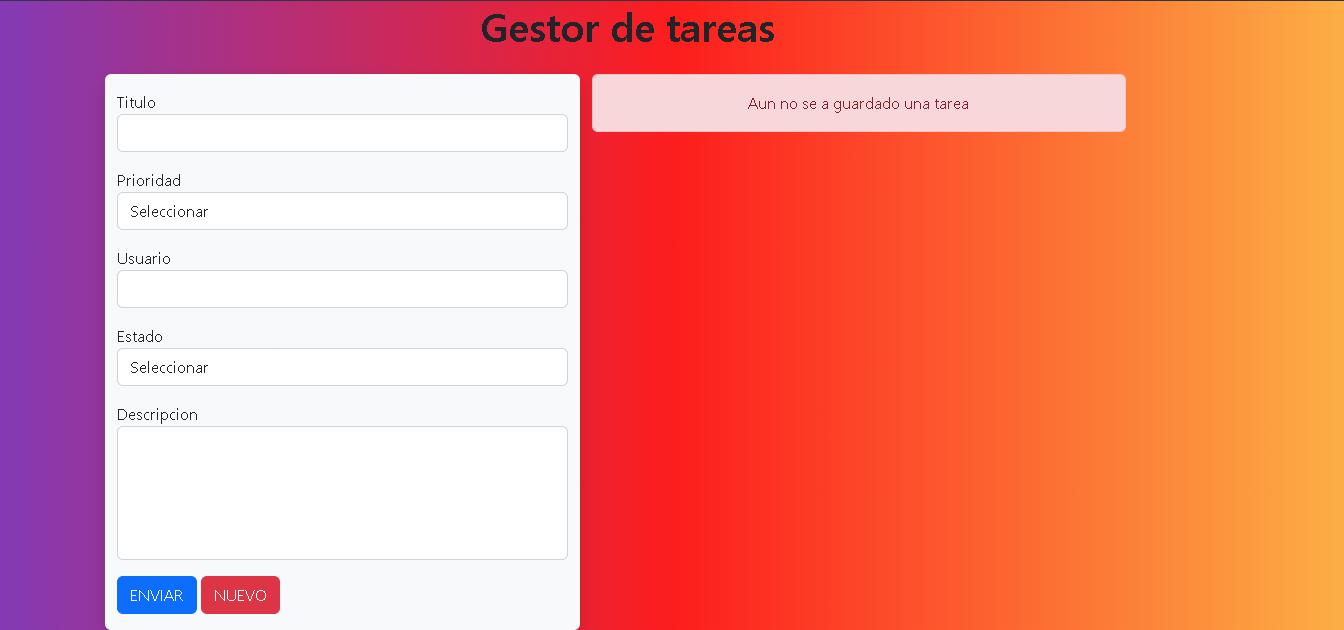 Gestor de tareas
Titulo
Prioridad
Seleccionar
Usuario
Estado
Seleccionar
Descripcion
ENVIAR NUEVO
Aun no se a guardado una tarea